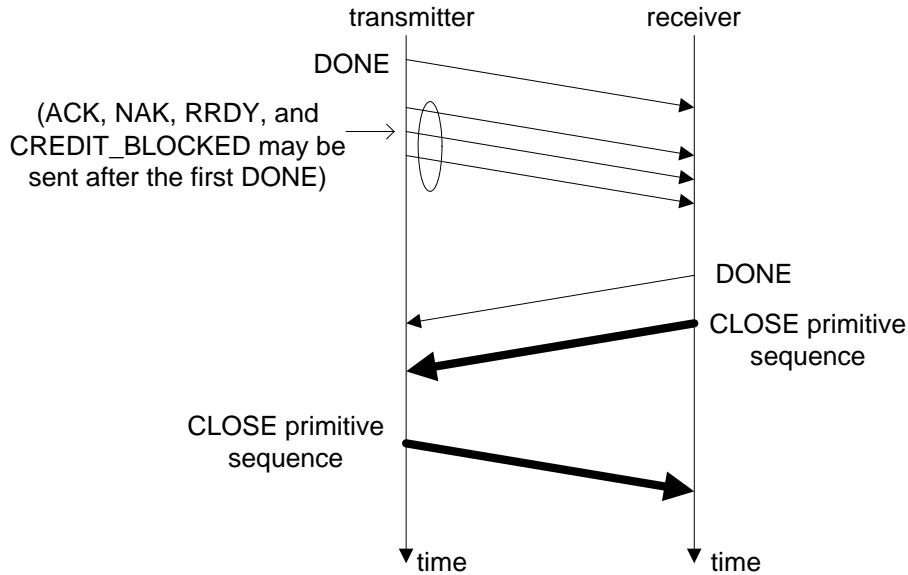 transmitter
receiver
DONE
(ACK, NAK, RRDY, and
CREDIT_BLOCKED may be
sent after the first DONE)
DONE
CLOSE primitive
sequence
CLOSE primitive
sequence
time
time